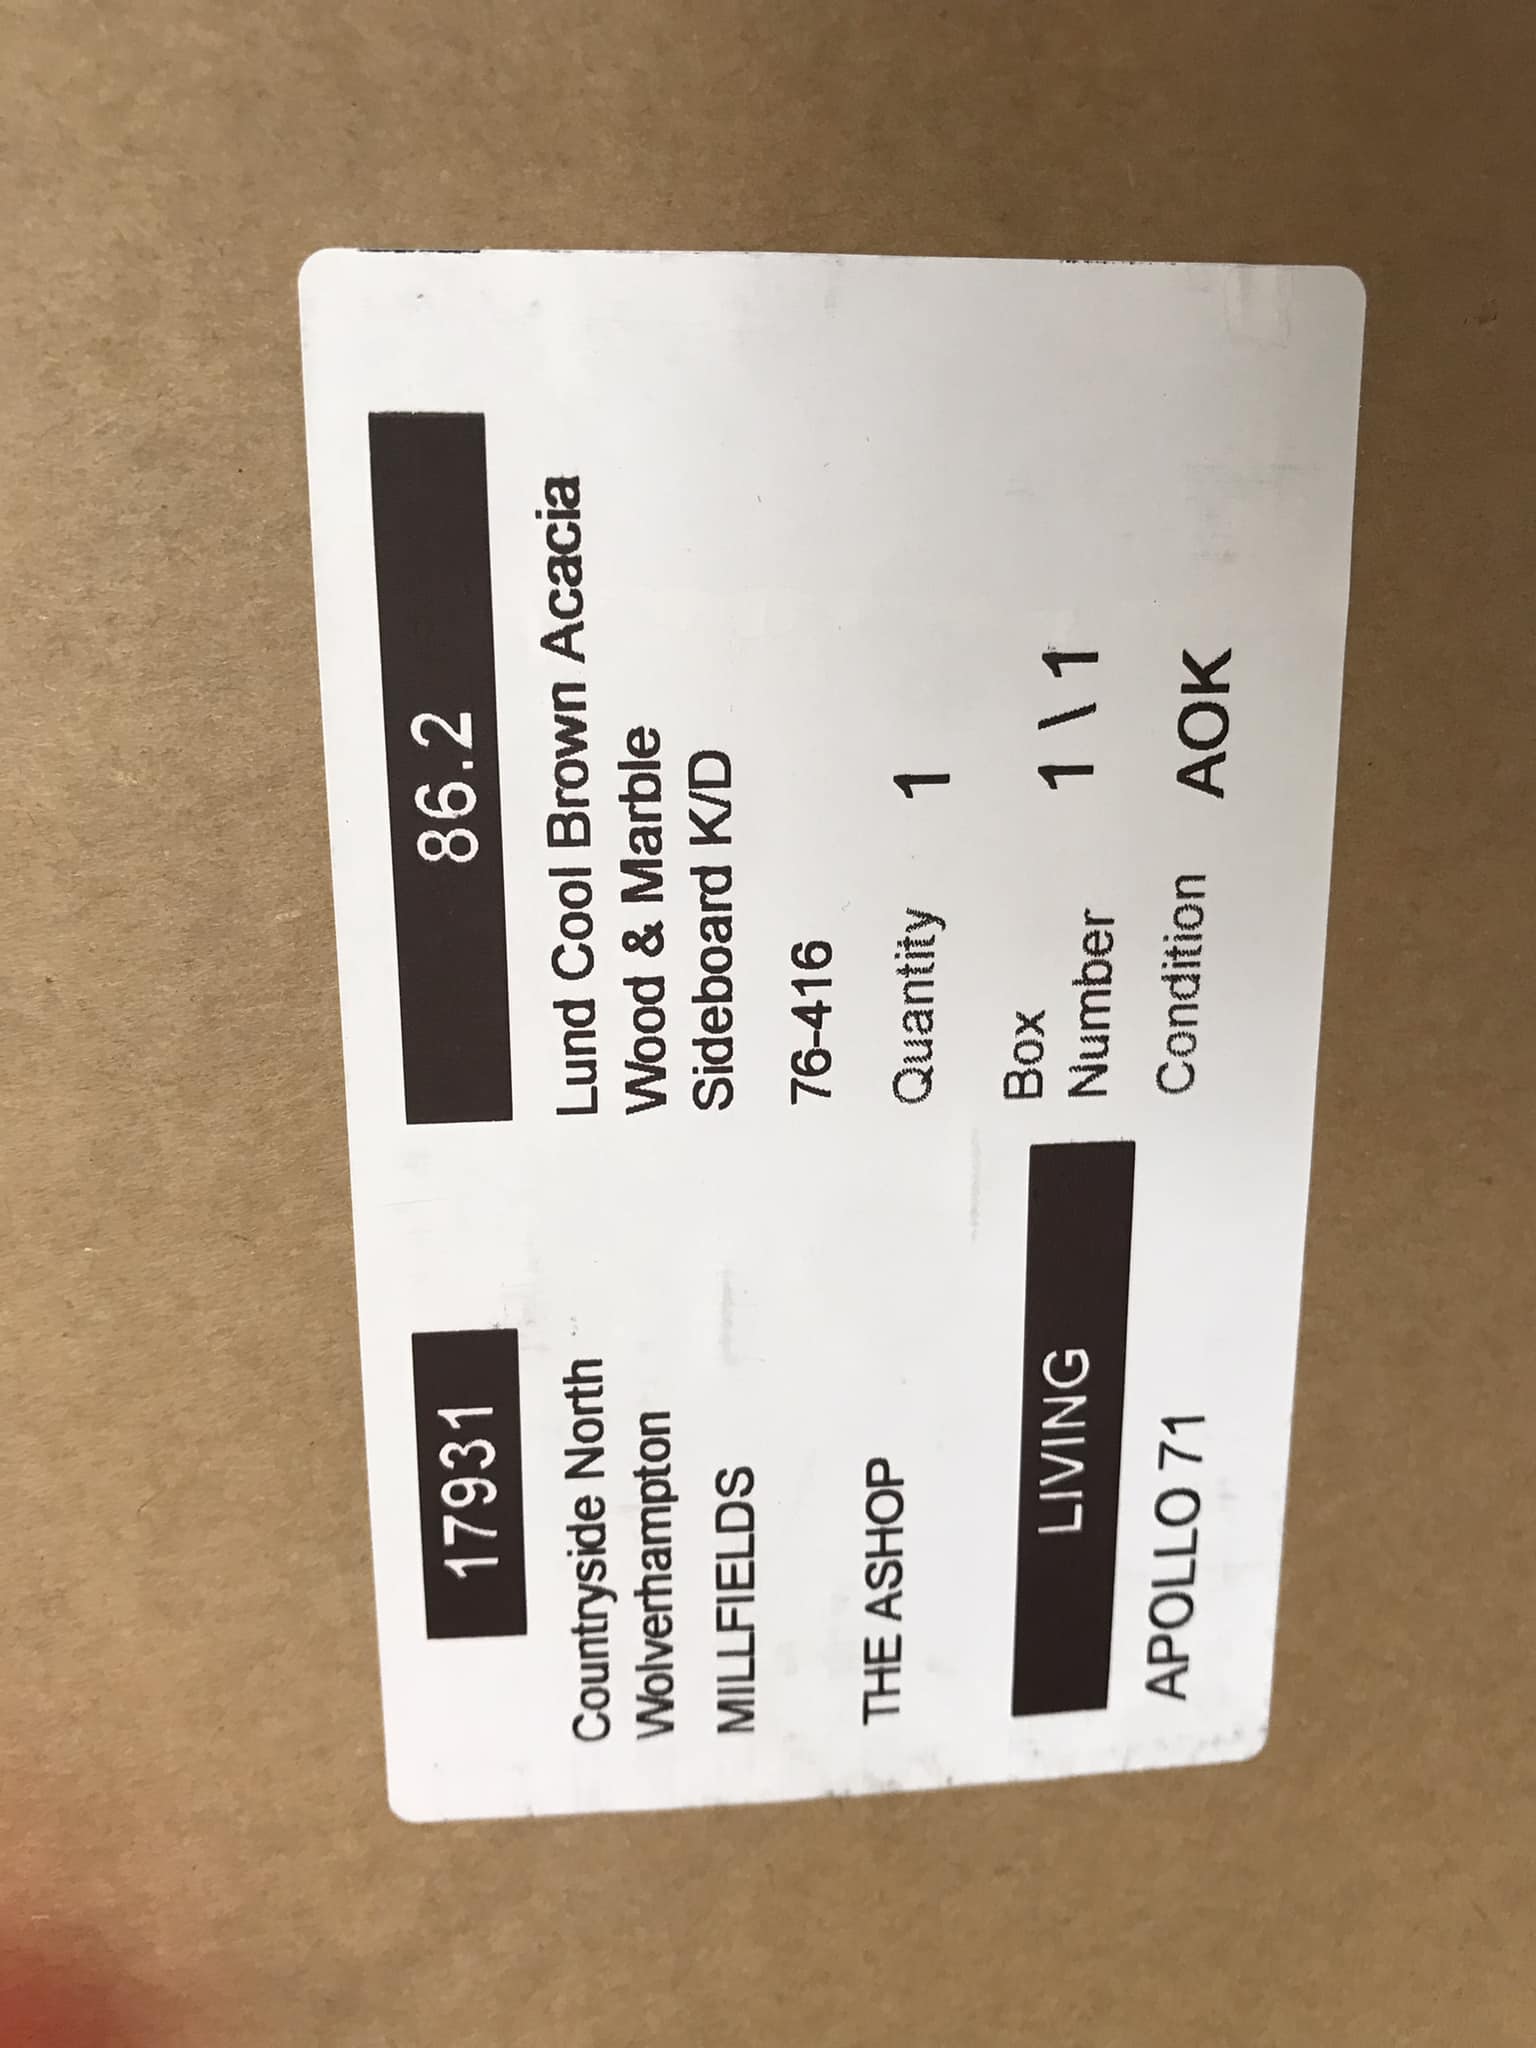 17931
Countryside North
Wolverhampton
MILLFIELDS
THE ASHOP
LIVING
APOLLO 71
86.2
Lund Cool Brown Acacia
Wood & Marble
Sideboard K/D
76-416
Quantity 1
Box
Number 1 \ 1
Condition AOK